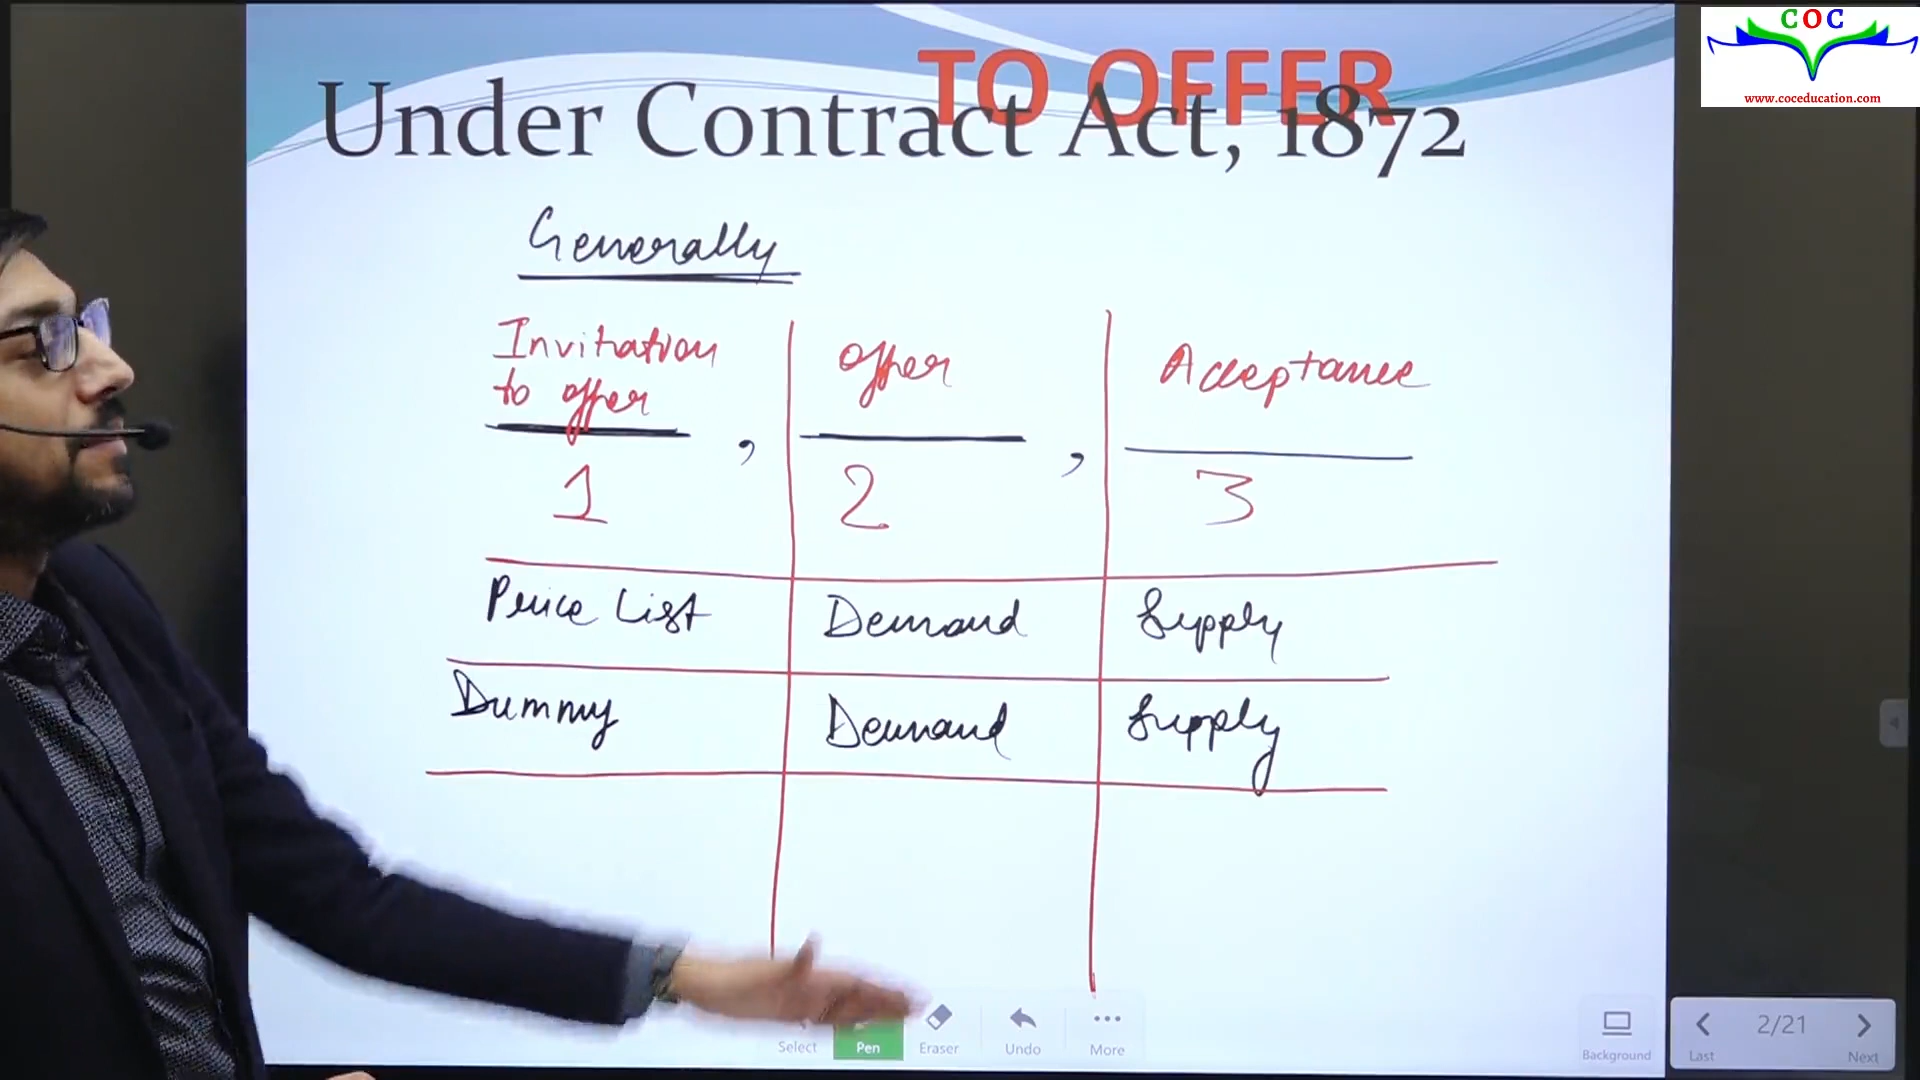 COC
www.coceducation.com
TO OFFER
Under Contract Act, 1872
Generally
Invitation
to offer
offer
Acceptance
, ,
1 2 3
Price List Demand Supply
Dummy Demand Supply
Select Pen Eraser Undo More
Background
2/21
Last Next